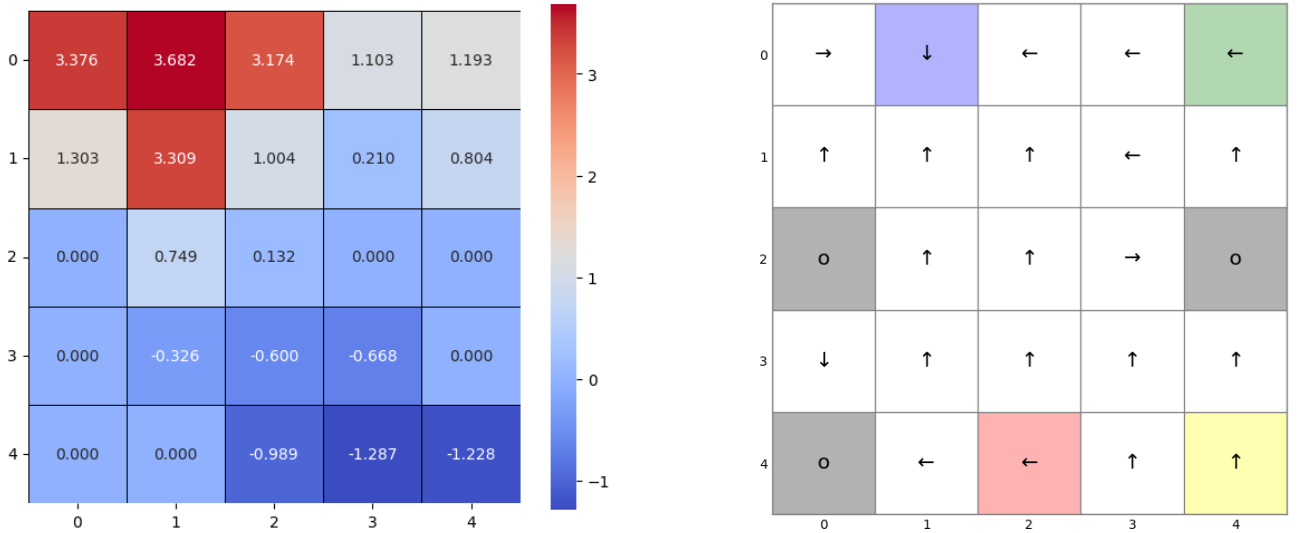 0 3.376 3.682 3.174 1.103 1.193
1 1.303 3.309 1.004 0.210 0.804
2 0.000 0.749 0.132 0.000 0.000
3 0.000 -0.326 -0.600 -0.668 0.000
4 0.000 0.000 -0.989 -1.287 -1.228
0 1 2 3 4
3
2
1
0
−1
0 → ↓ ← ← ←
1 ↑ ↑ ↑ ← ↑
2 o ↑ ↑ → o
3 ↓ ↑ ↑ ↑ ↑
4 o ← ← ↑ ↑
0 1 2 3 4